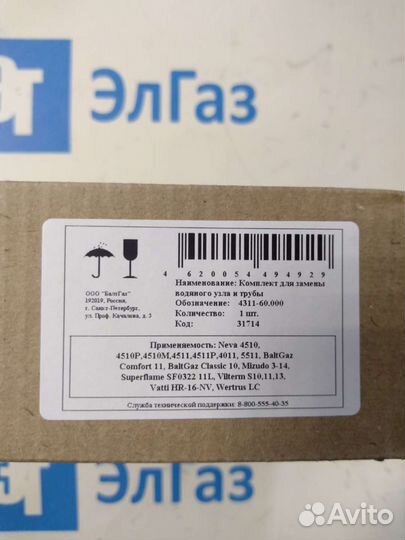 ЭлГаз
4 620054 494929
Наименование: Комплект для замены
водяного узла и трубы
Обозначение: 4311-60.000
Количество: 1 шт.
Код: 31714
ООО "БалтГаз"
192019, Россия,
г. Санкт-Петербург,
ул. Проф. Качалова, д. 3
Применяемость: Neva 4510,
4510P,4510M,4511,4511P,4011, 5511, BaltGaz
Comfort 11, BaltGaz Classic 10, Mizudo 3-14,
Superflame SF0322 11L, Vilterm S10,11,13,
Vatti HR-16-NV, Wertrus LC
Служба технической поддержки: 8-800-555-40-35
ЭлГаз
Avito